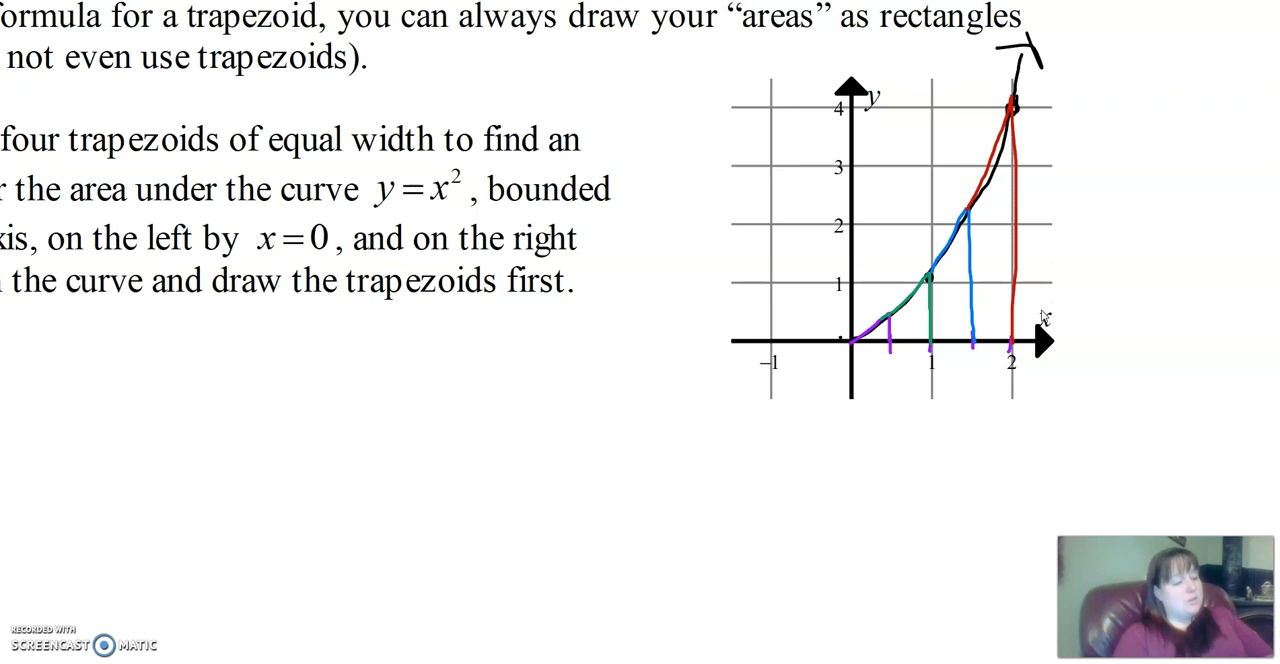 formula for a trapezoid, you can always draw your “areas” as rectangles
not even use trapezoids).
four trapezoids of equal width to find an
r the area under the curve y = x², bounded
xis, on the left by x = 0, and on the right
the curve and draw the trapezoids first.
y
4
3
2
1
x
–1
1
2
RECORDED WITH
SCREENCAST MATIC